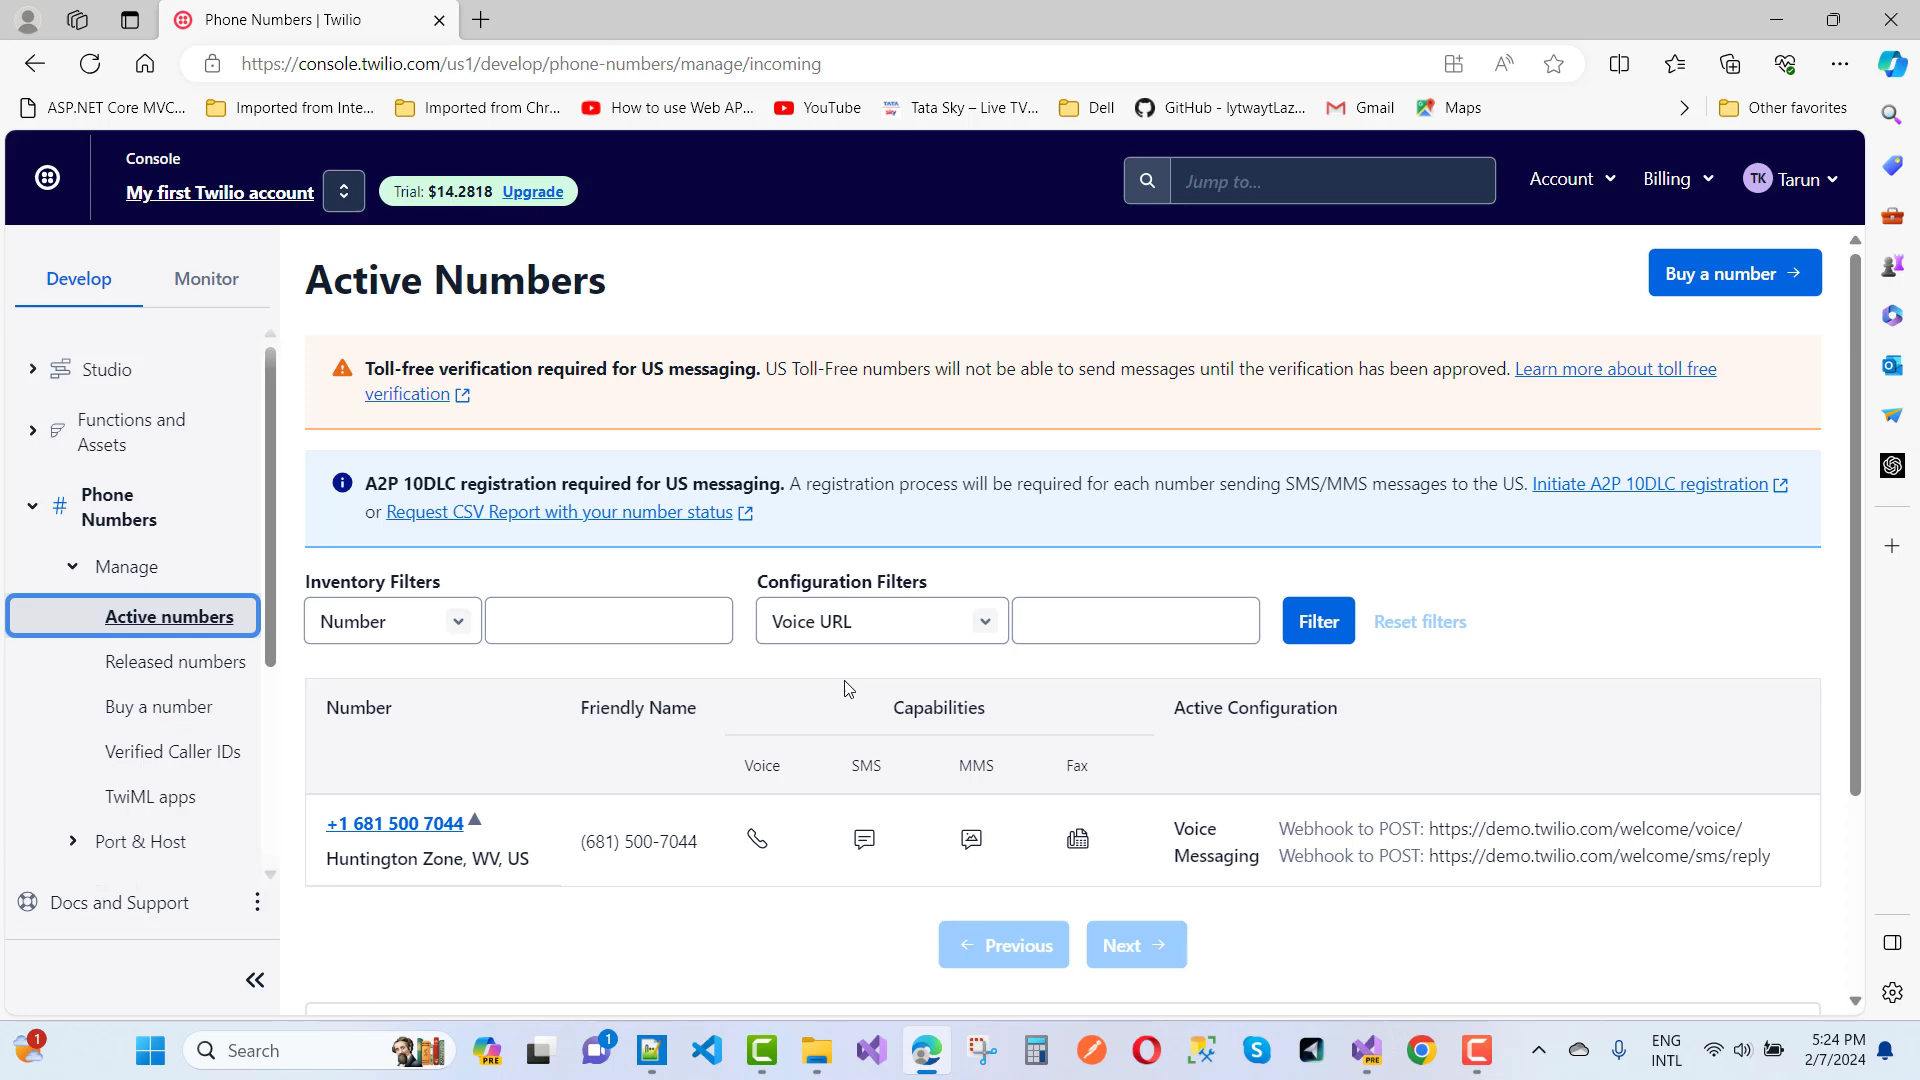 Phone Numbers | Twilio
https://console.twilio.com/us1/develop/phone-numbers/manage/incoming
ASP.NET Core MVC...
Imported from Inte...
Imported from Chr...
How to use Web AP...
YouTube
Tata Sky – Live TV...
Dell
GitHub - lytwaytLaz...
Gmail
Maps
Other favorites
Console
My first Twilio account
Trial: $14.2818 Upgrade
Jump to...
Account
Billing
TK
Tarun
Develop
Monitor
Studio
Functions and
Assets
Phone
Numbers
Manage
Active numbers
Released numbers
Buy a number
Verified Caller IDs
TwiML apps
Port & Host
Docs and Support
Active Numbers
Buy a number
Toll-free verification required for US messaging. US Toll-Free numbers will not be able to send messages until the verification has been approved. Learn more about toll free
verification
A2P 10DLC registration required for US messaging. A registration process will be required for each number sending SMS/MMS messages to the US. Initiate A2P 10DLC registration
or Request CSV Report with your number status
Inventory Filters
Configuration Filters
Number
Voice URL
Filter
Reset filters
Number
Friendly Name
Capabilities
Active Configuration
Voice
SMS
MMS
Fax
+1 681 500 7044
Huntington Zone, WV, US
(681) 500-7044
Voice Webhook to POST: https://demo.twilio.com/welcome/voice/
Messaging Webhook to POST: https://demo.twilio.com/welcome/sms/reply
Previous
Next
1
Search
PRE
1
PRE
ENG
INTL
5:24 PM
2/7/2024